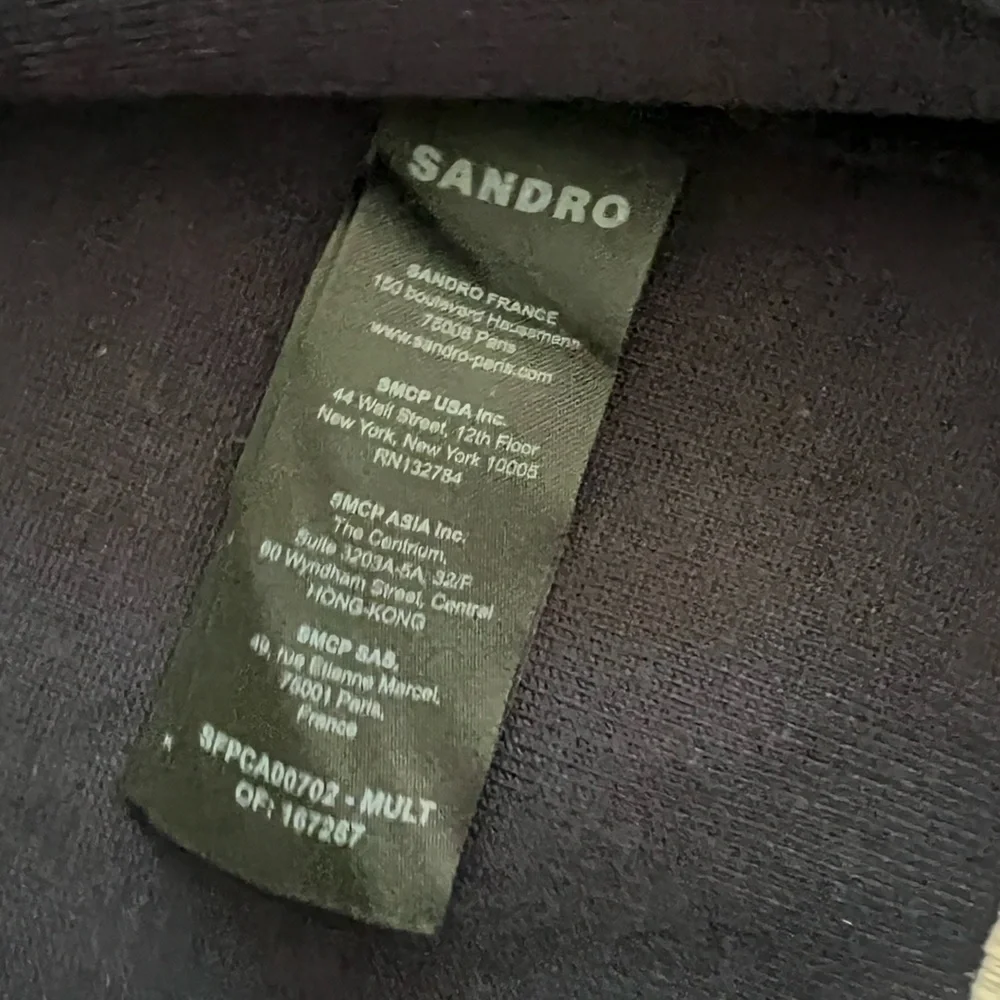 SANDRO
SANDRO FRANCE
150 boulevard Haussmann
75008 Paris
www.sandro-paris.com
SMCP USA Inc.
44 Wall Street, 12th Floor
New York, New York 10005
RN132784
SMCP ASIA Inc.
The Centrium,
Suite 3203A-5A, 32/F
60 Wyndham Street, Central
HONG-KONG
SMCP SAS,
49, rue Etienne Marcel,
75001 Paris,
France
SFPCA00702 - MULT
OF: 167267